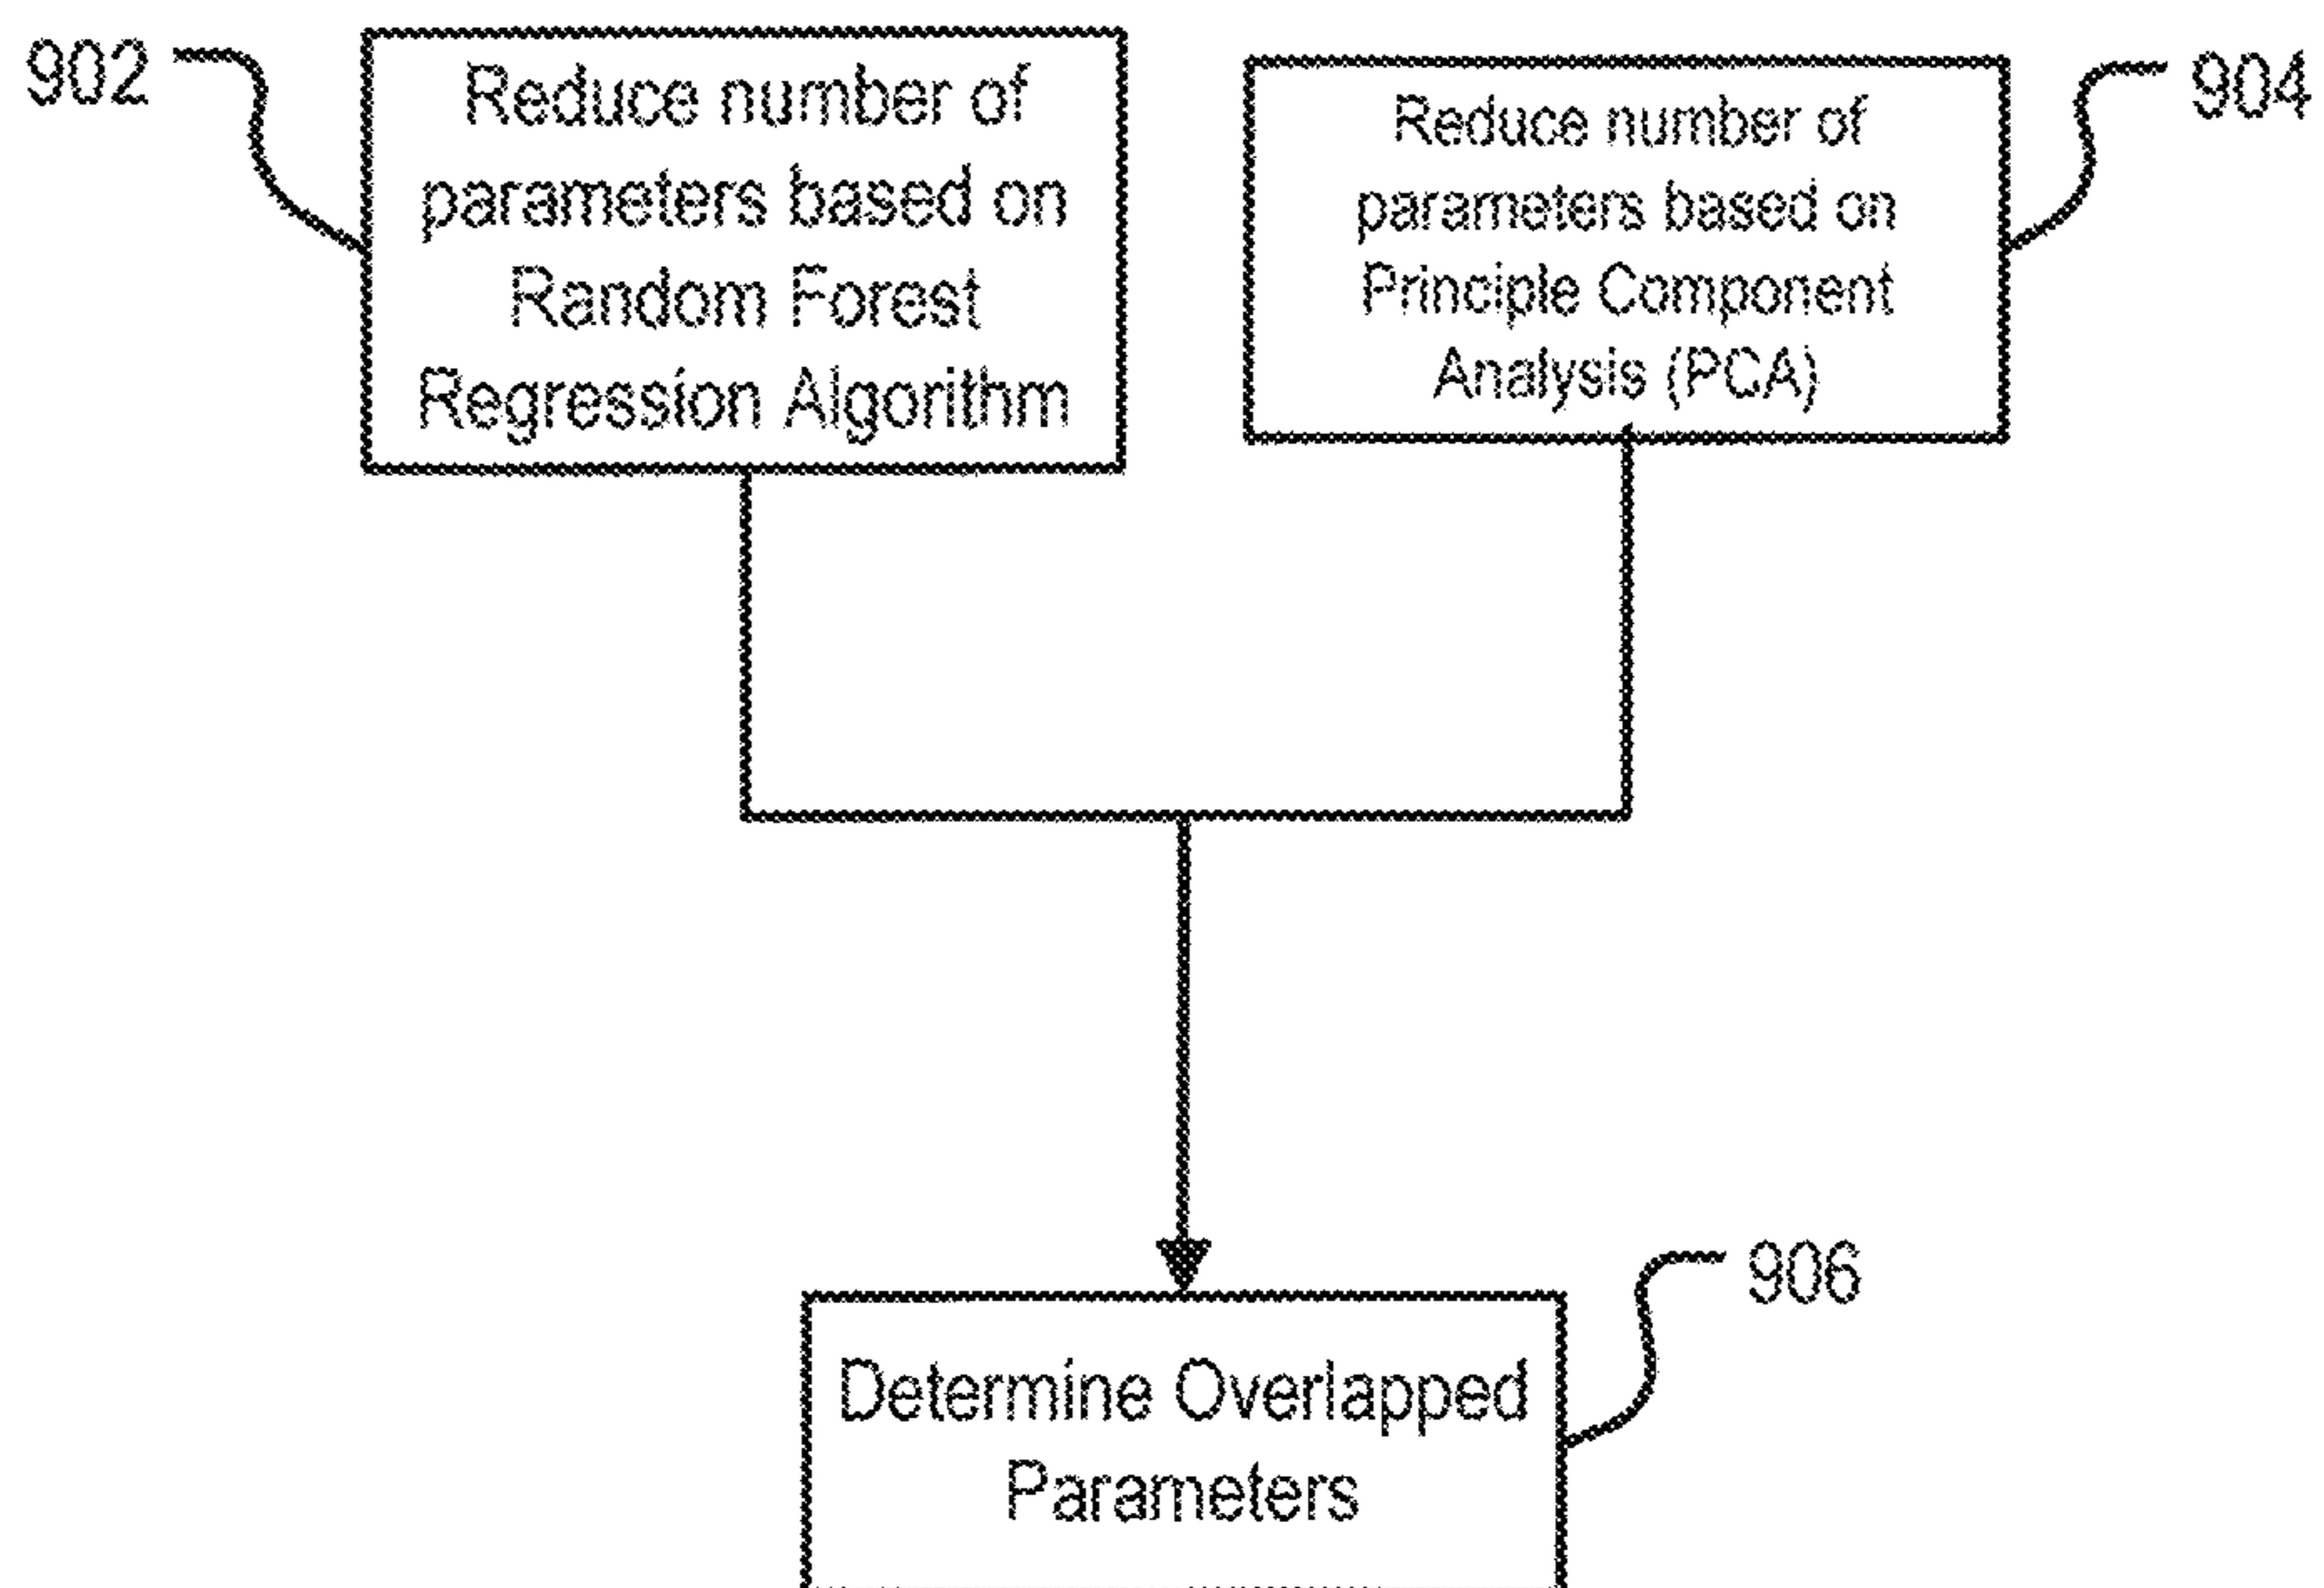 902
Reduce number of
parameters based on
Random Forest
Regression Algorithm
Reduce number of
parameters based on
Principle Component
Analysis (PCA)
904
Determine Overlapped
Parameters
906